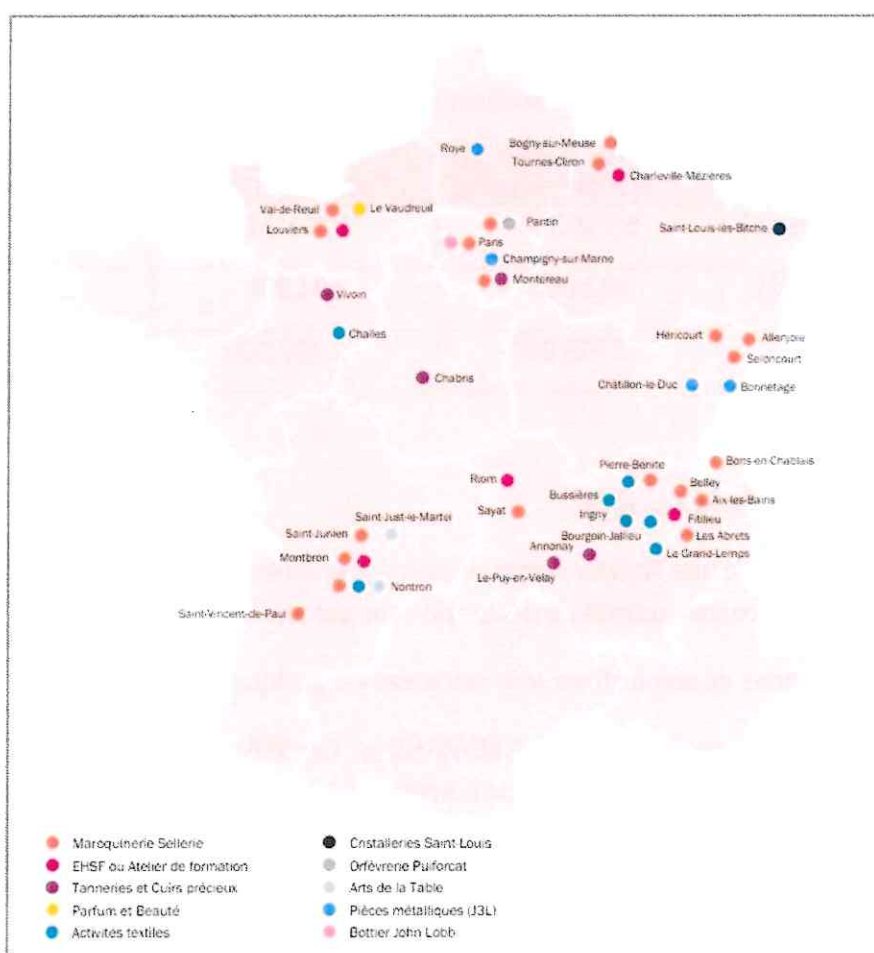 Bogny-sur-Meuse
Roye
Tournes-Cliron
Charleville-Mézières
Val-de-Reuil
Le Vaudreuil
Louviers
Pantin
Saint-Louis-lès-Bitche
Paris
Champigny-sur Marne
Montereau
Vivoin
Challes
Héricourt
Allenjoie
Seloncourt
Chabris
Chatillon-le-Duc
Bonnétage
Bons-en-Chablais
Pierre-Bénite
Riom
Belley
Bussières
Aix-les-Bains
Sayat
Saint-Just-le-Martel
Irigny
Fitilieu
Saint-Junien
Bourgoin-Jallieu
Les Abrets
Annonay
Le Grand-Lemps
Montbron
Le-Puy-en-Velay
Nontron
Saint-Vincent-de-Paul
Maroquinerie Sellerie
EHSF ou Atelier de formation
Tanneries et Cuirs précieux
Parfum et Beauté
Activités textiles
Cristalleries Saint-Louis
Orfèvrerie Puiforcat
Arts de la Table
Pièces métalliques (J3L)
Bottier John Lobb